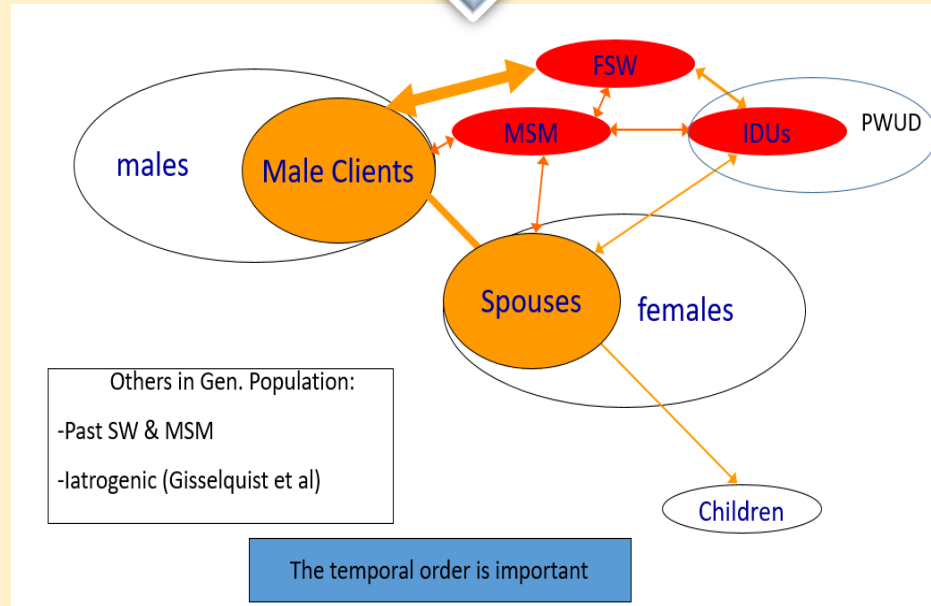 FSW
MSM
IDUs
PWUD
males
Male Clients
Spouses
females
Others in Gen. Population:
-Past SW & MSM
-Iatrogenic (Gisselquist et al)
Children
The temporal order is important